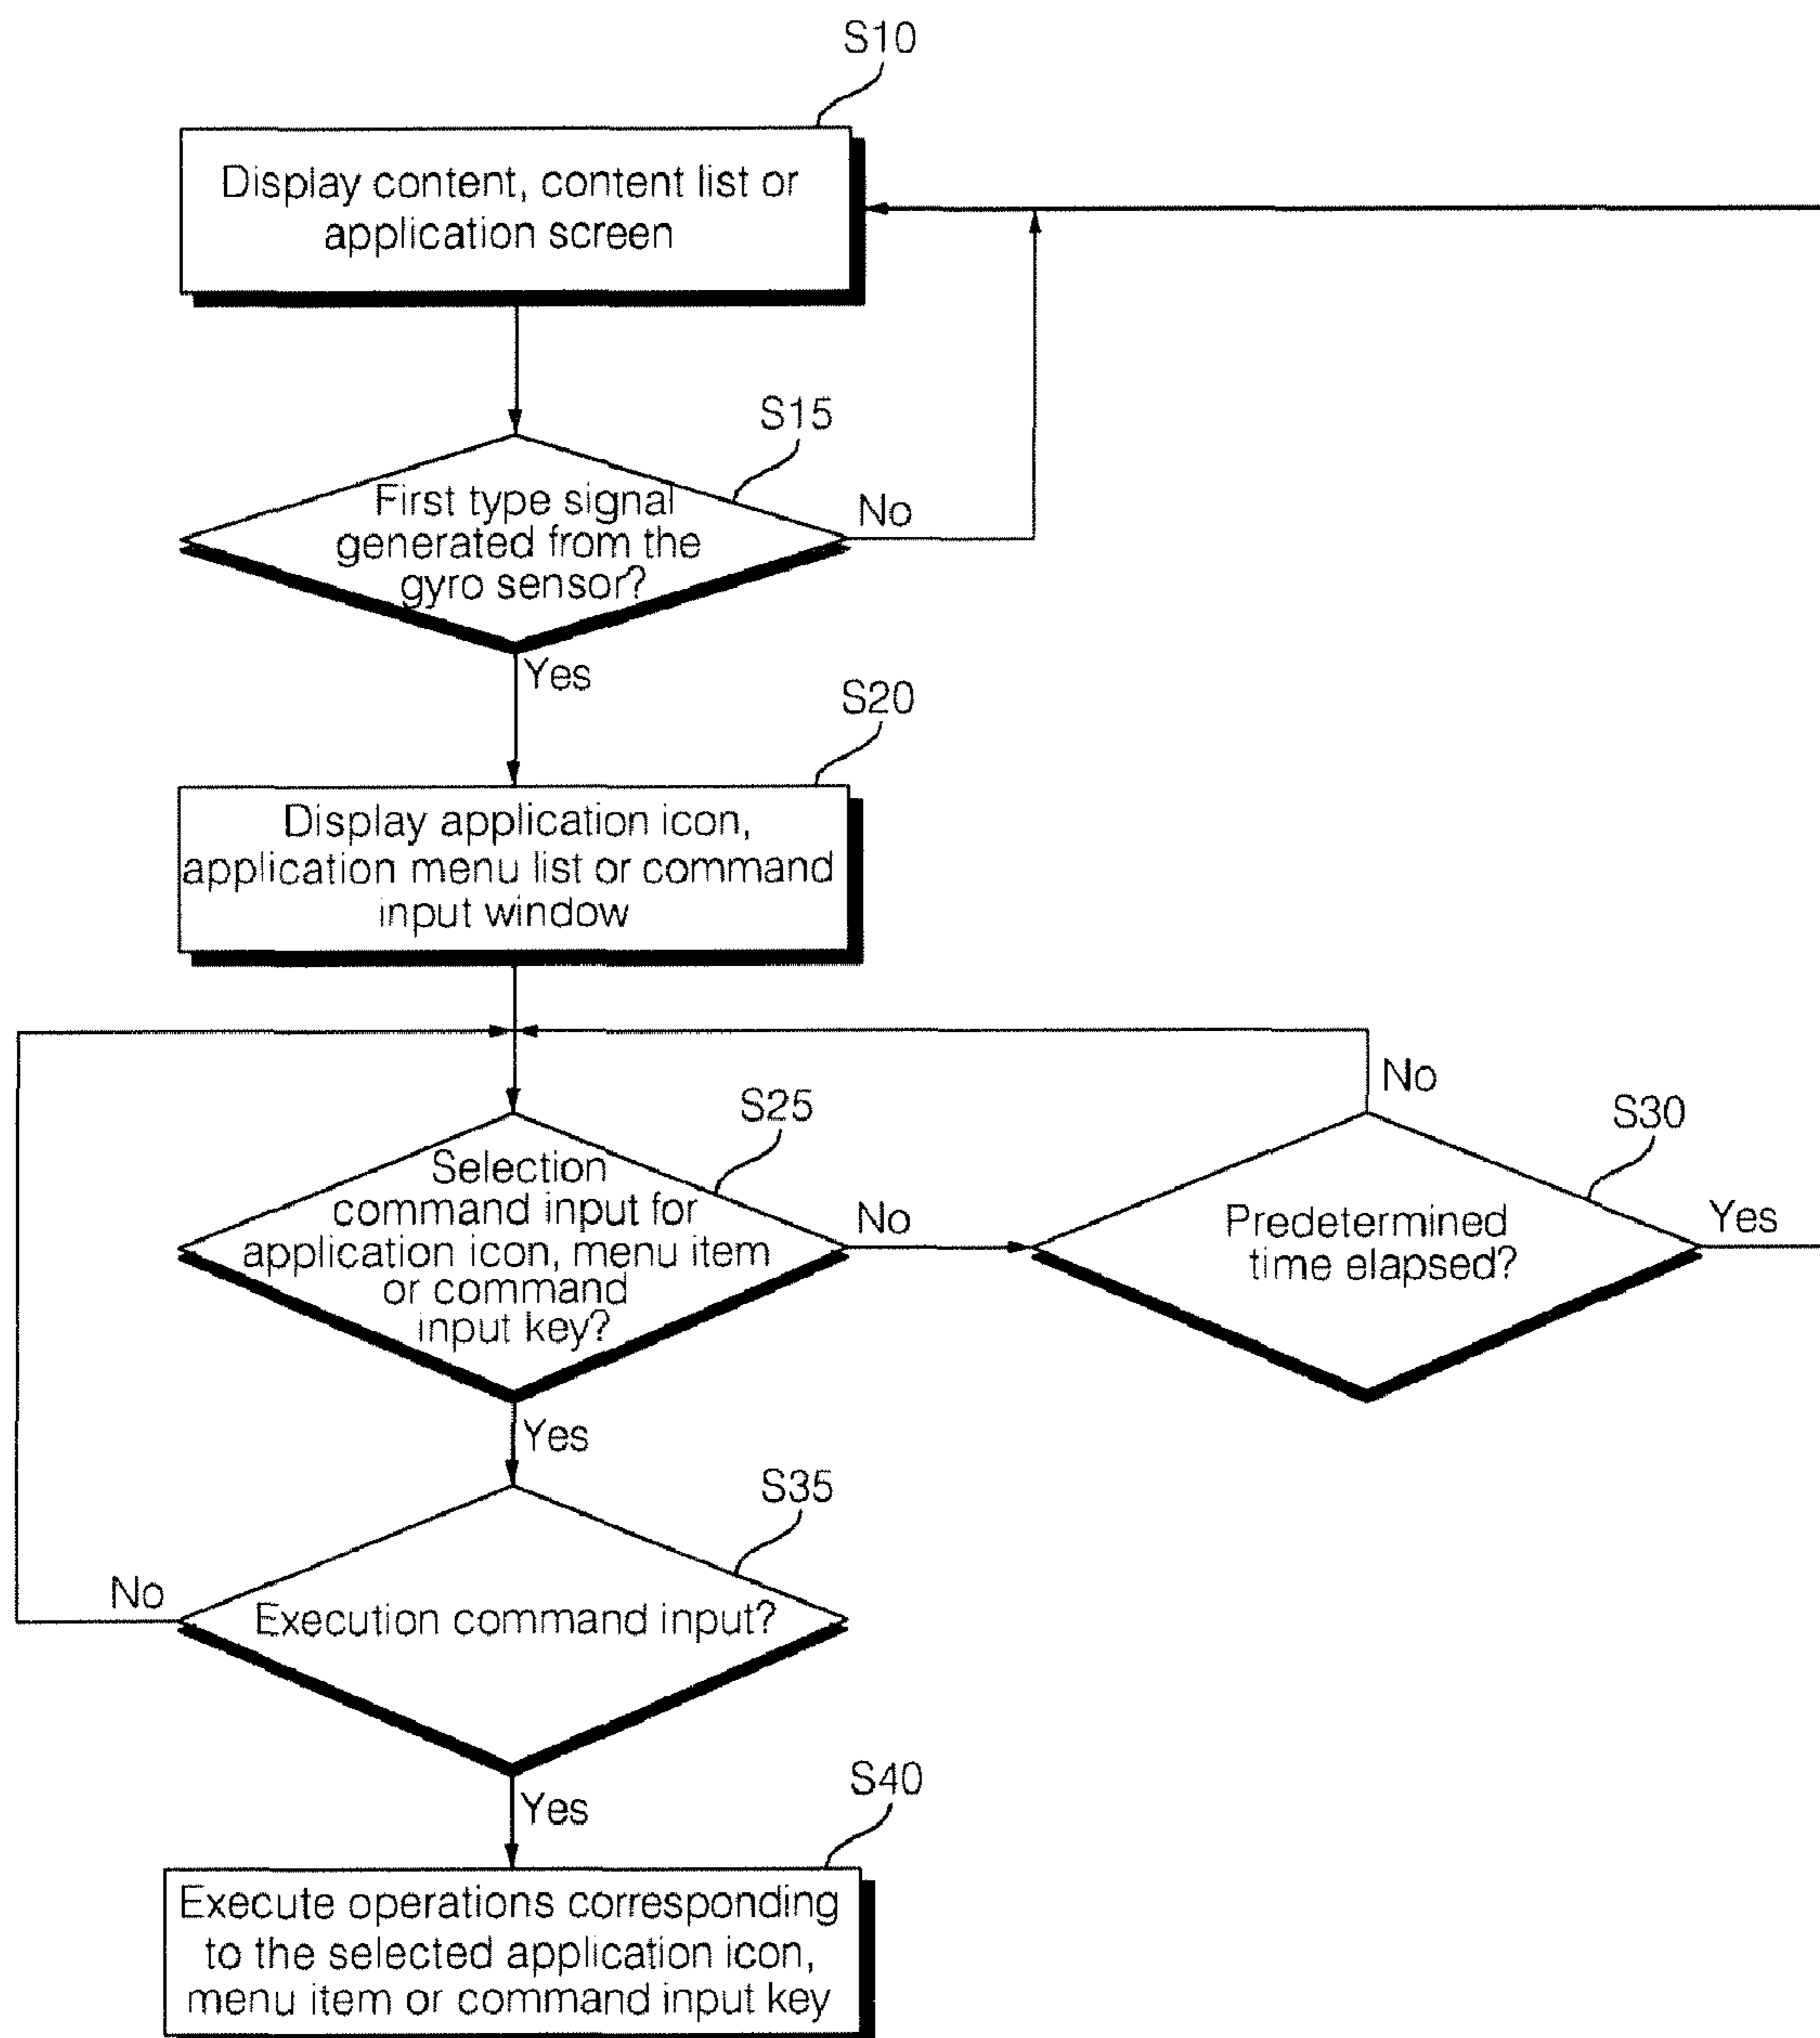 S10
Display content, content list or
application screen
S15
First type signal
generated from the
gyro sensor?
No
Yes
S20
Display application icon,
application menu list or command
input window
No
S25
S30
Selection
command input for
application icon, menu item
or command
input key?
No
Predetermined
time elapsed?
Yes
Yes
S35
No
Execution command input?
Yes
S40
Execute operations corresponding
to the selected application icon,
menu item or command input key